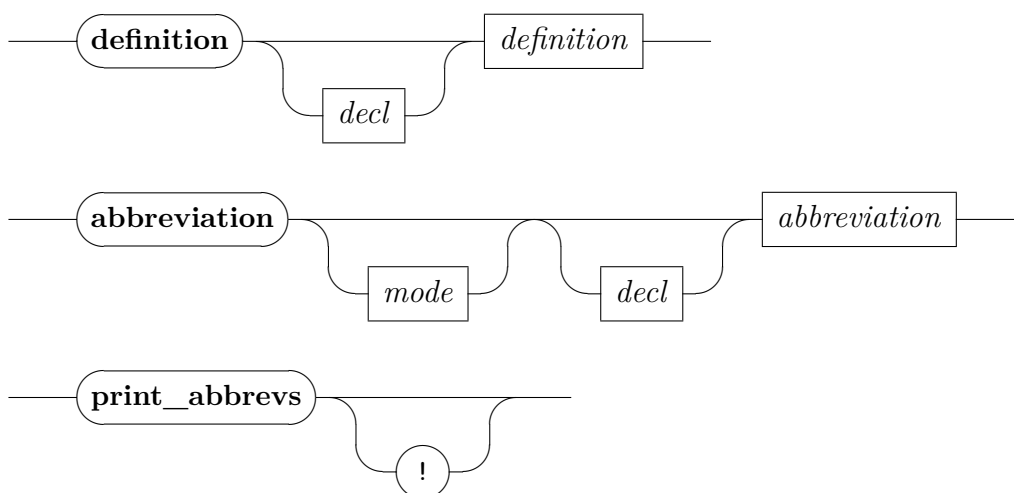 definition definition
decl
abbreviation abbreviation
mode decl
print_abbrevs
!